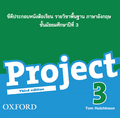 ซีดีประกอบหนังสือเรียน รายวิชาพื้นฐาน ภาษาอังกฤษ
ชั้นมัธยมศึกษาปีที่ 3
Project
Third edition
3
OXFORD
Tom Hutchinson